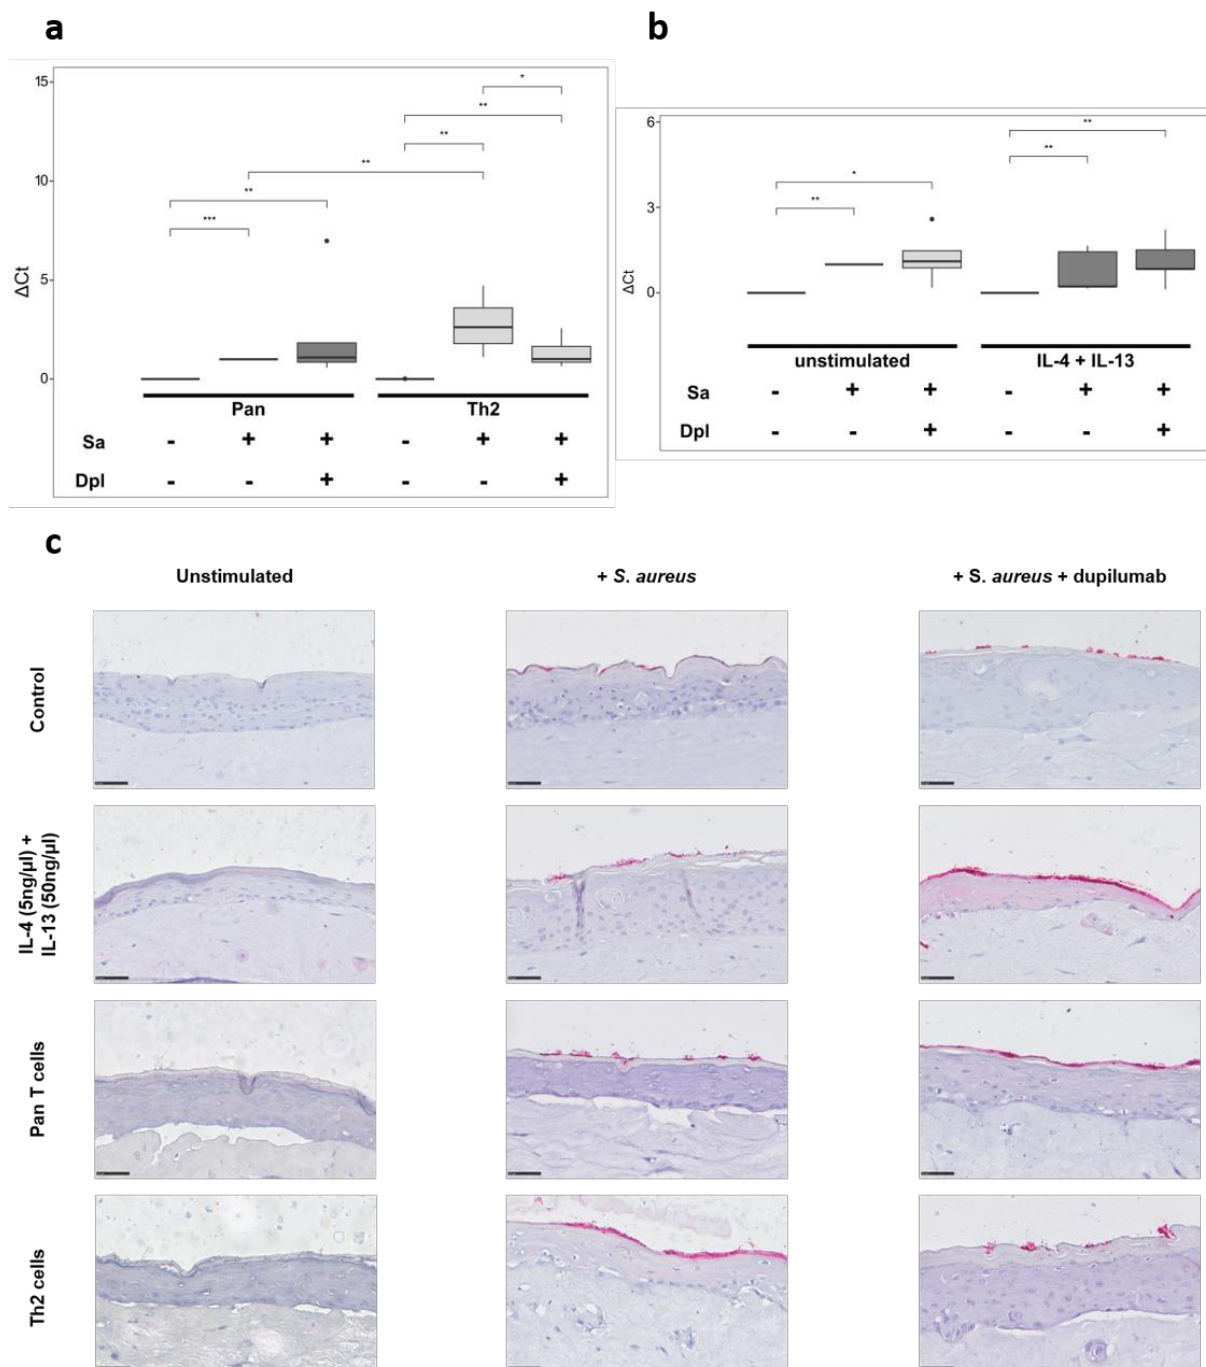 a
b
15
10
5
0
ΔCt
*
**
**
**
**
***
Pan
Th2
Sa - + + - + +
Dpl - - + - - +
6
3
0
ΔCt
**
**
*
**
unstimulated
IL-4 + IL-13
Sa - + + - + +
Dpl - - + - - +
c
Unstimulated
+ S. aureus
+ S. aureus + dupilumab
Control
IL-4 (5ng/µl) +
IL-13 (50ng/µl)
Pan T cells
Th2 cells